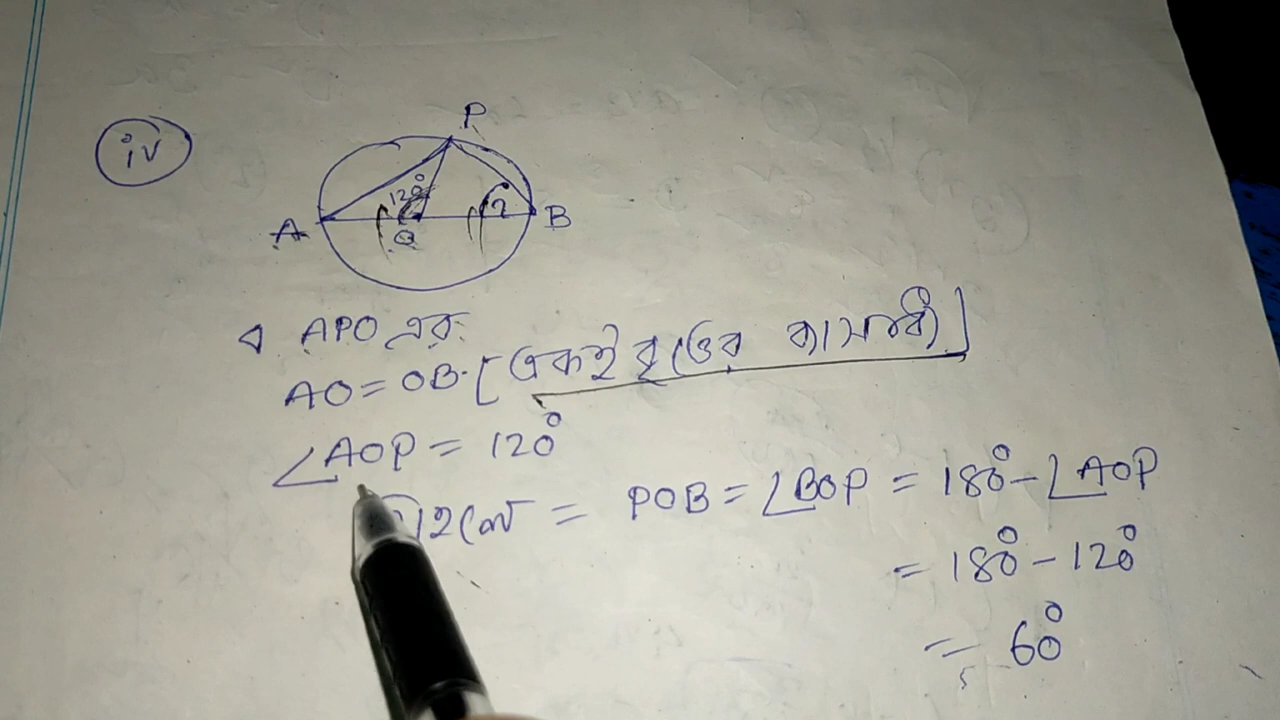 iv
P
120°
?
A
O
B
Δ APO এর
AO = OB. [একই বৃত্তের ব্যাসার্ধ]
∠AOP = 120°
= POB = ∠BOP = 180° - ∠AOP
= 180° - 120°
= 60°